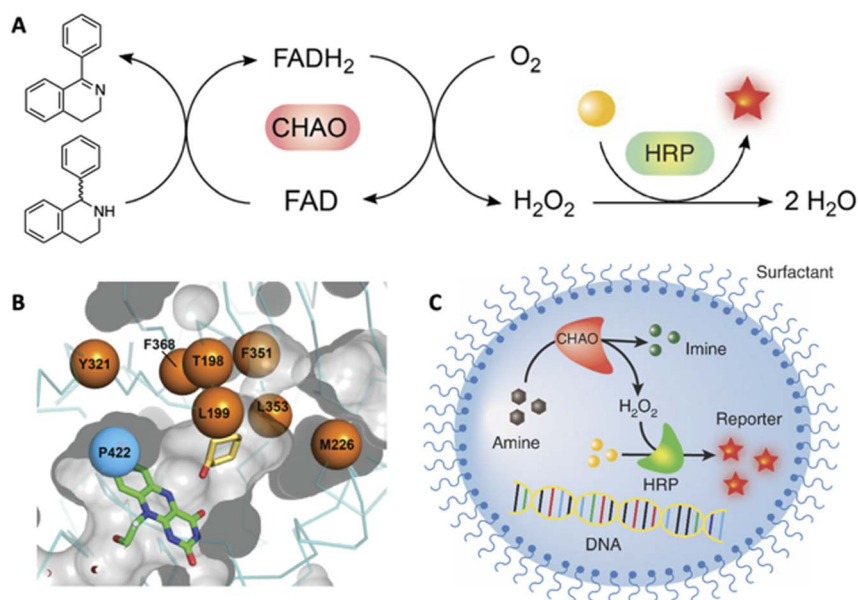 A
FADH₂
O₂
N
CHAO
HRP
NH
FAD
H₂O₂
2 H₂O
B
Y321
F368
T198
F351
L199
L353
P422
M226
C
Surfactant
CHAO
Imine
Amine
H₂O₂
Reporter
HRP
DNA